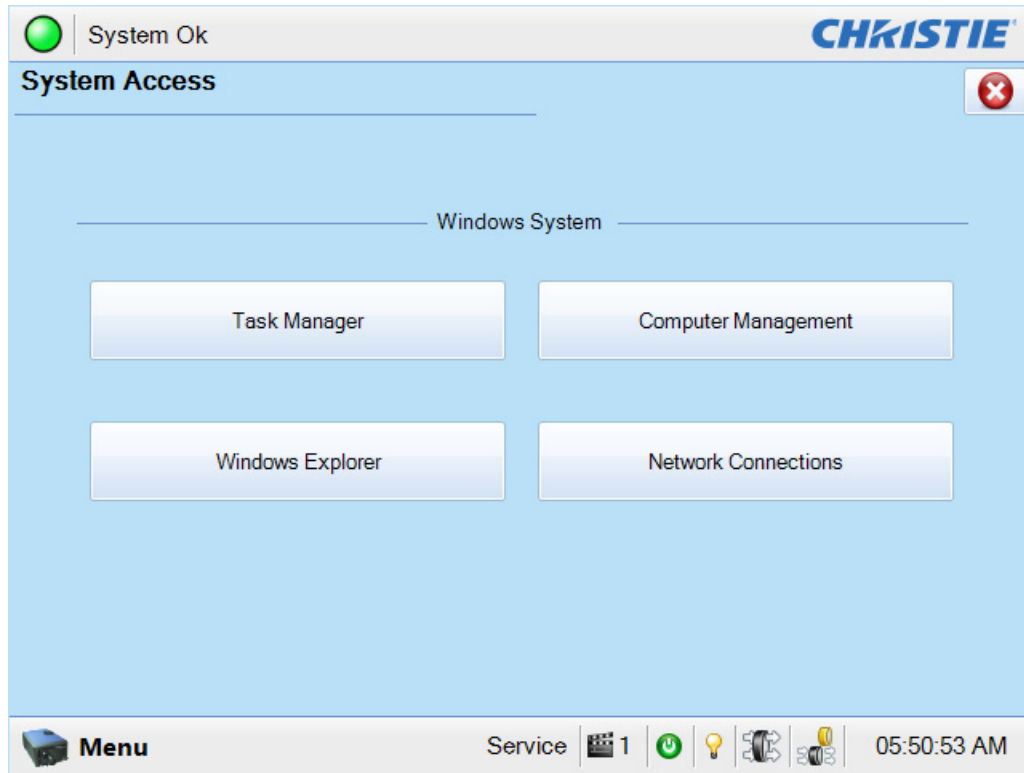 System Ok
CHRISTIE
System Access
Windows System
Task Manager
Computer Management
Windows Explorer
Network Connections
Menu
Service
1
05:50:53 AM